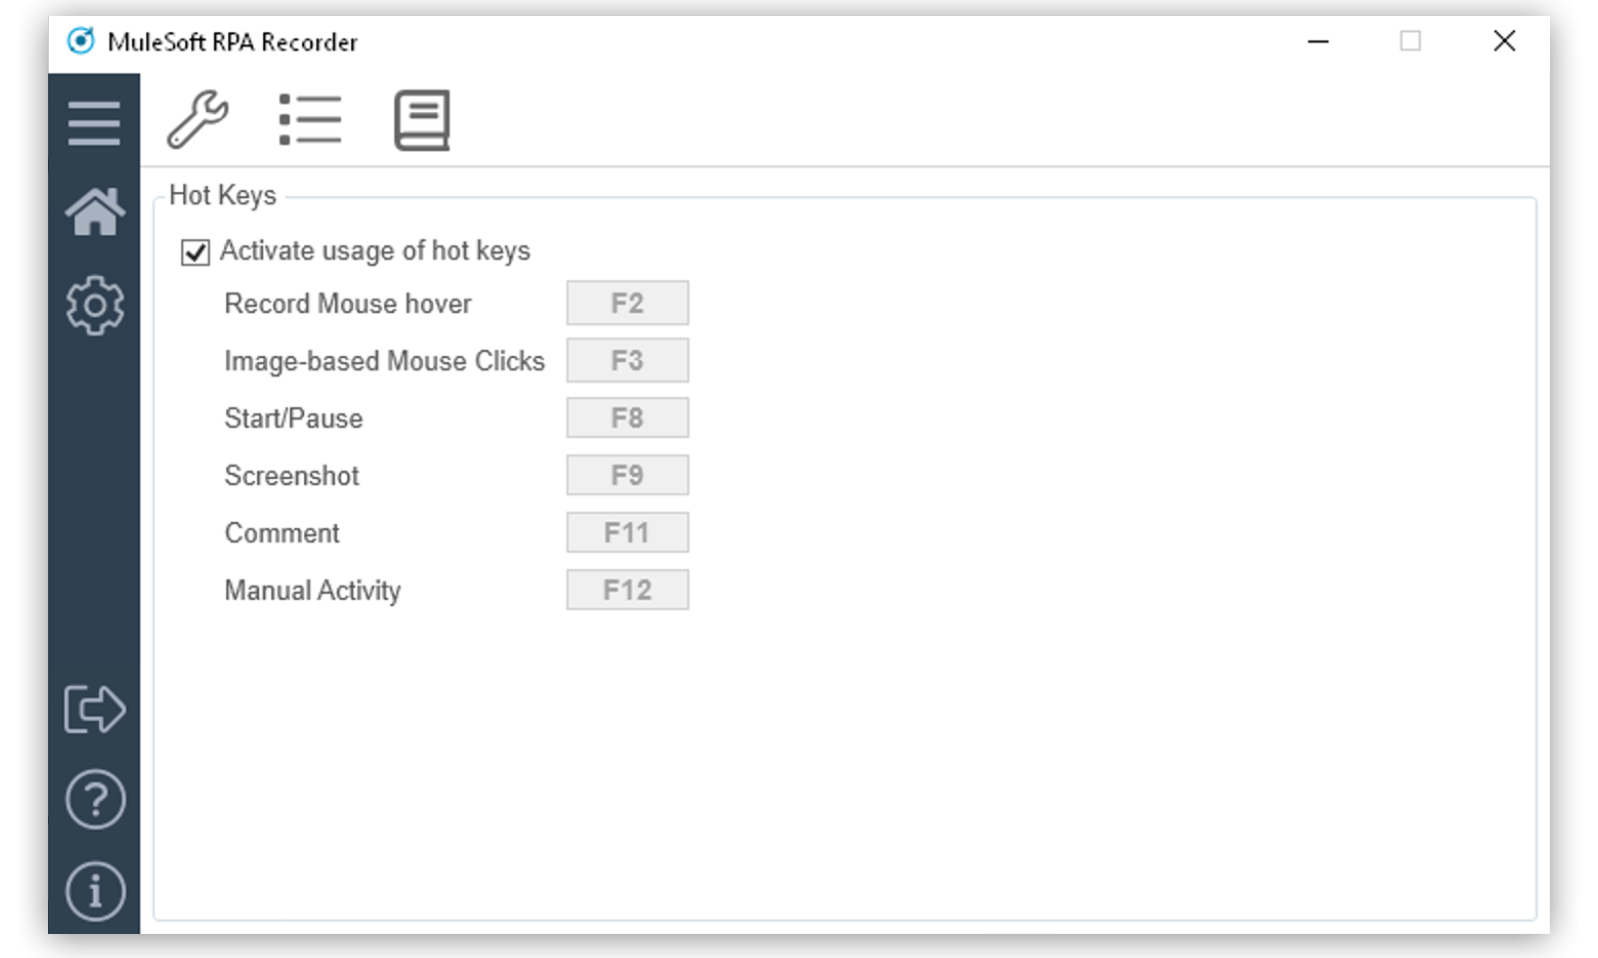 MuleSoft RPA Recorder
Hot Keys
Activate usage of hot keys
Record Mouse hover F2
Image-based Mouse Clicks F3
Start/Pause F8
Screenshot F9
Comment F11
Manual Activity F12